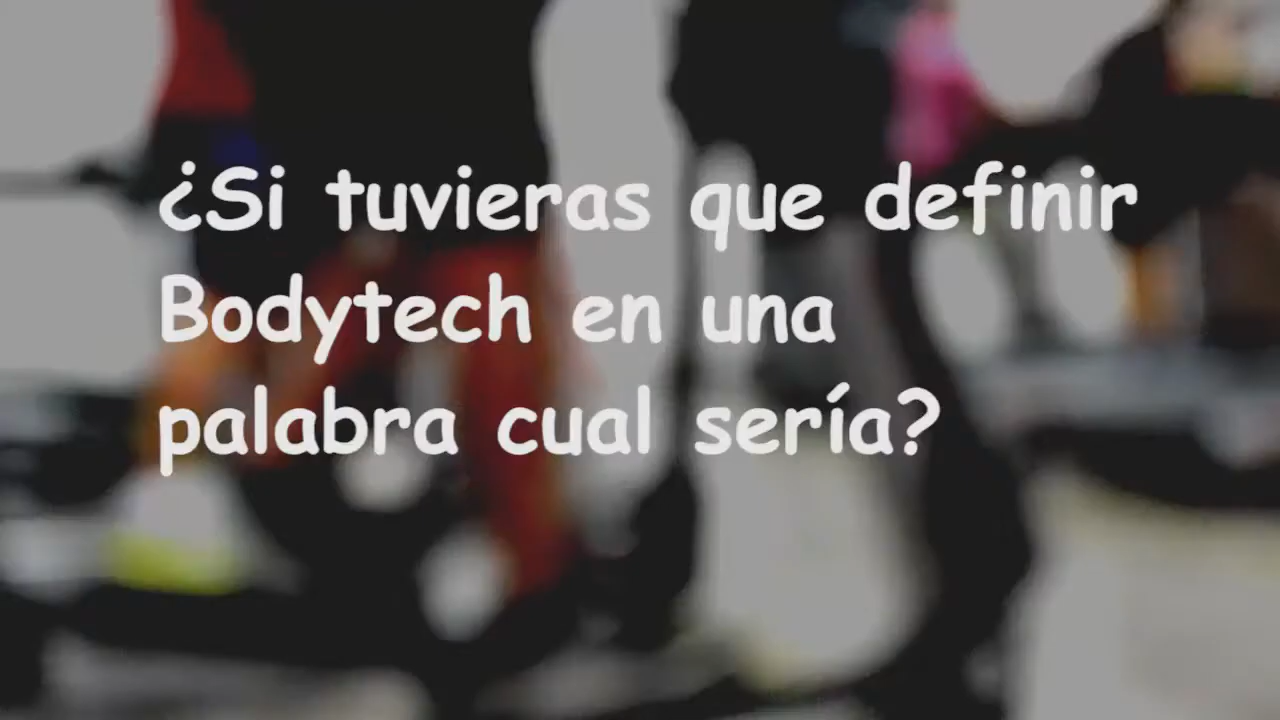 ¿Si tuvieras que definir
Bodytech en una
palabra cual sería?